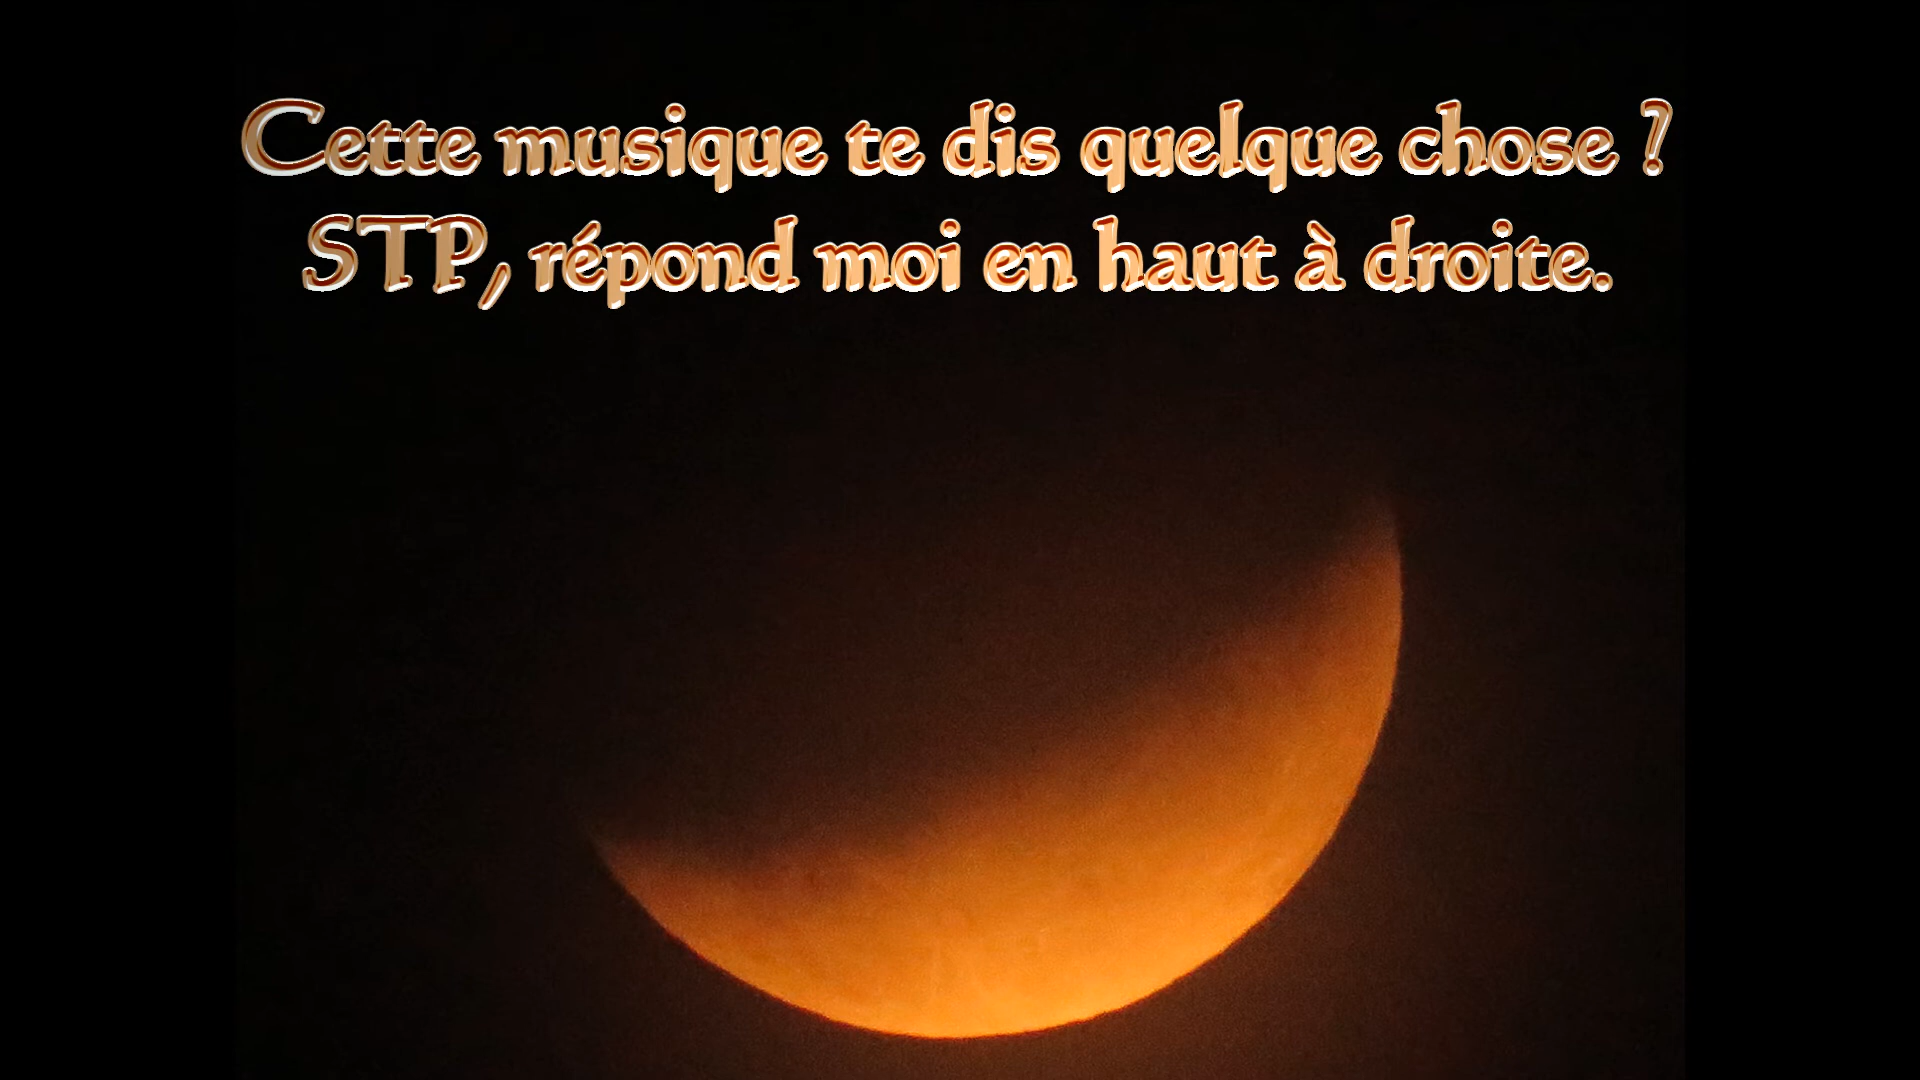 Cette musique te dis quelque chose ?
STP, répond moi en haut à droite.